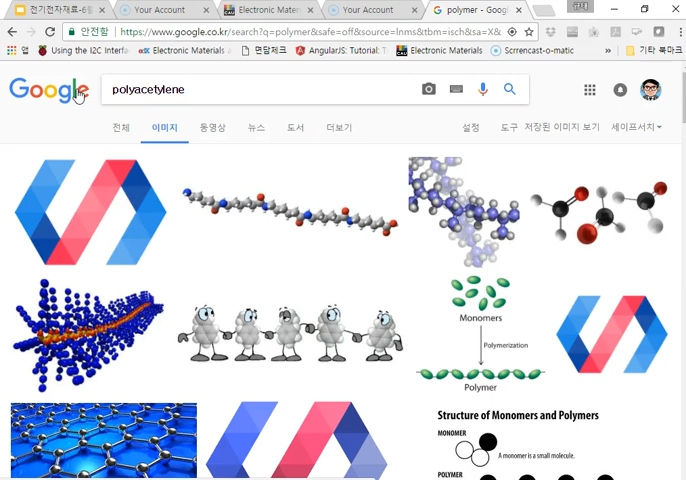 전기전자재료-6월
Your Account
Electronic Materi
Your Account
polymer - Goog
규태
안전함
https://www.google.co.kr/search?q=polymer&safe=off&source=lnms&tbm=isch&sa=X&
앱
Using the I2C Interfa
Electronic Materials
면담체크
AngularJS: Tutorial: T
Electronic Materials
Scrrencast-o-matic
»
기타 북마크
Google
polyacetylene
전체
이미지
동영상
뉴스
도서
더보기
설정
도구
저장된 이미지 보기
세이프서치
Monomers
Polymerization
Polymer
Structure of Monomers and Polymers
MONOMER
A monomer is a small molecule.
POLYMER